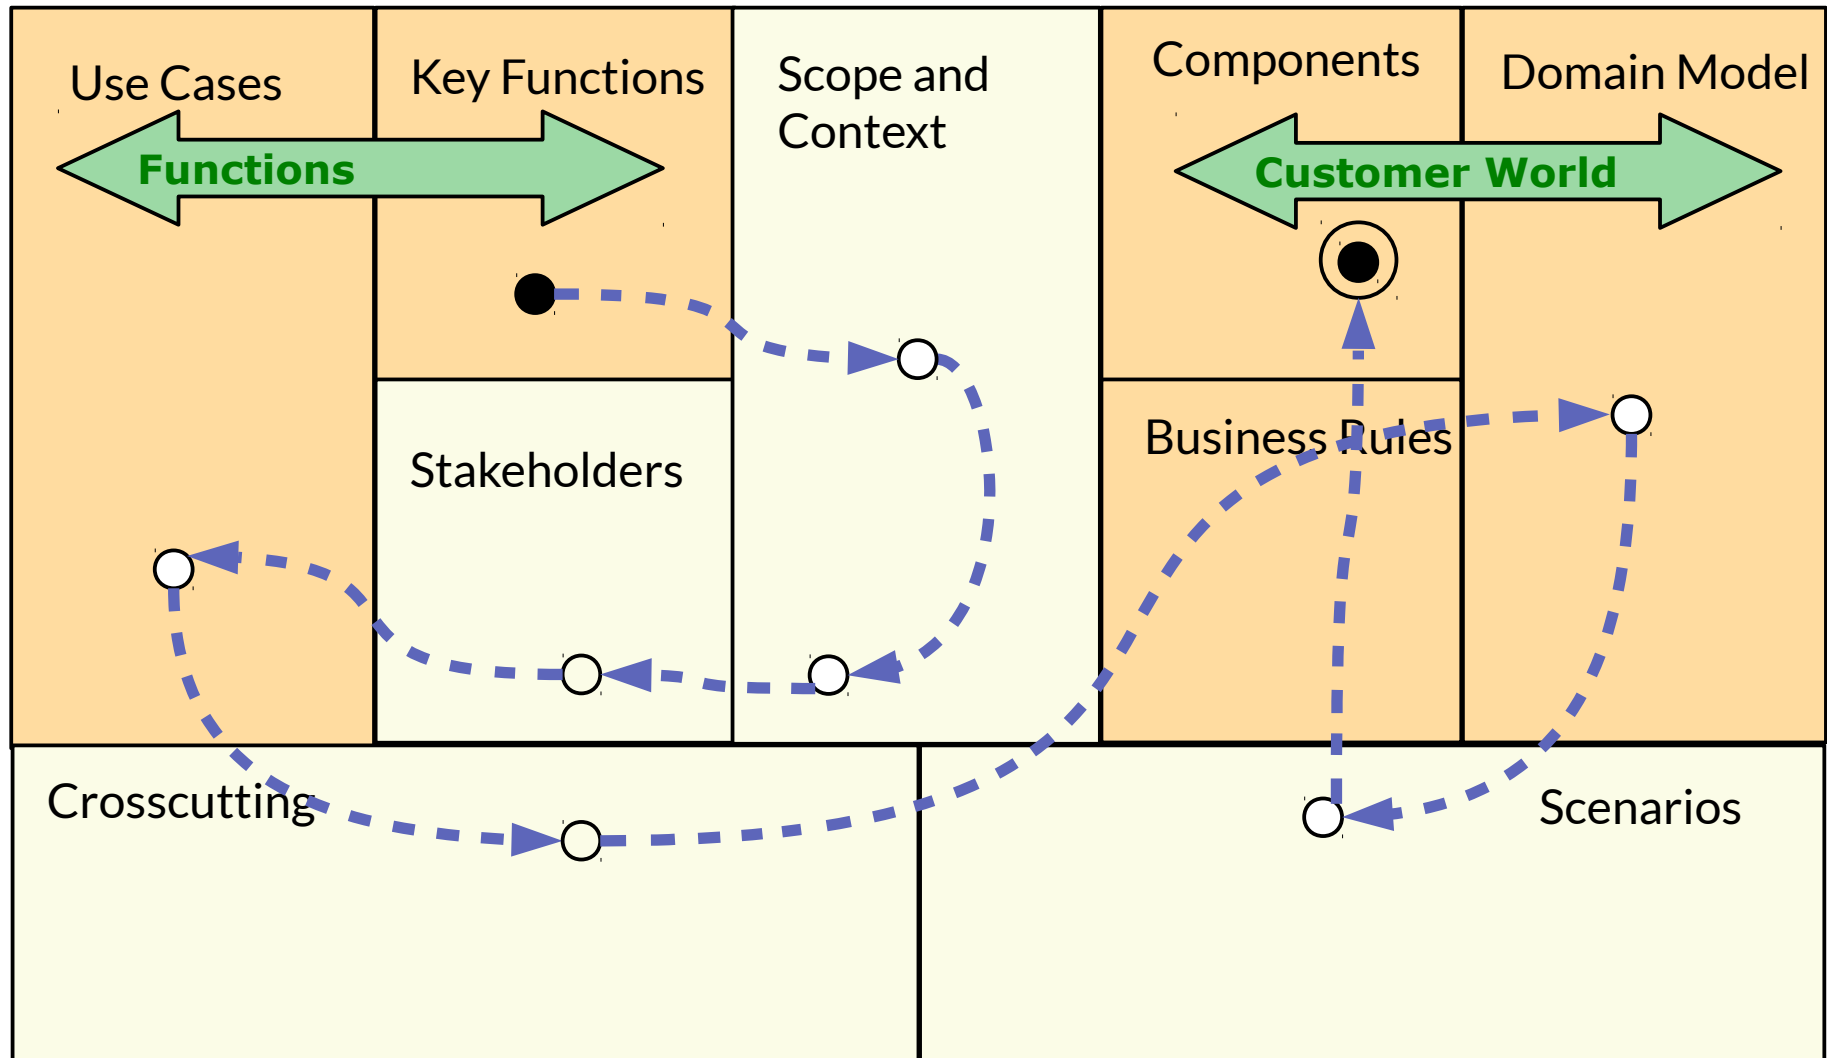 Use Cases
Key Functions
Scope and
Context
Components
Domain Model
Functions
Customer World
Stakeholders
Business Rules
Crosscutting
Scenarios